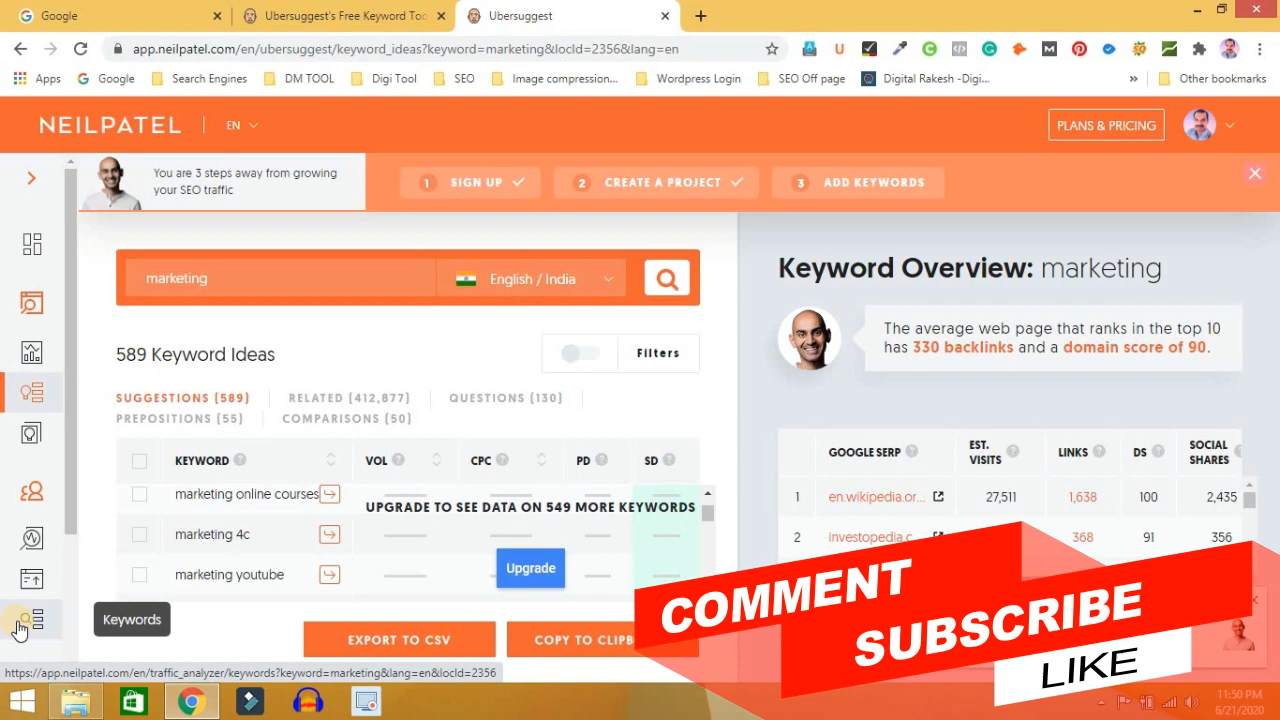 Google
Ubersuggest's Free Keyword Too
Ubersuggest
app.neilpatel.com/en/ubersuggest/keyword_ideas?keyword=marketing&locId=2356&lang=en
Apps
Google
Search Engines
DM TOOL
Digi Tool
SEO
Image compression...
Wordpress Login
SEO Off page
Digital Rakesh -Digi...
»
Other bookmarks
NEILPATEL
EN
PLANS & PRICING
You are 3 steps away from growing
your SEO traffic
1 SIGN UP
2 CREATE A PROJECT
3 ADD KEYWORDS
marketing
English / India
589 Keyword Ideas
Filters
SUGGESTIONS (589)
RELATED (412,877)
QUESTIONS (130)
PREPOSITIONS (55)
COMPARISONS (50)
KEYWORD
VOL
CPC
PD
SD
marketing online courses
UPGRADE TO SEE DATA ON 549 MORE KEYWORDS
marketing 4c
marketing youtube
Upgrade
EXPORT TO CSV
COPY TO CLIPB
Keywords
Keyword Overview: marketing
The average web page that ranks in the top 10
has 330 backlinks and a domain score of 90.
GOOGLE SERP
EST.
VISITS
LINKS
DS
SOCIAL
SHARES
1 en.wikipedia.or... 27,511 1,638 100 2,435
2 investopedia.c... 368 91 356
COMMENT
SUBSCRIBE
LIKE
https://app.neilpatel.com/en/traffic_analyzer/keywords?keyword=marketing&lang=en&locId=2356
11:50 PM
6/21/2020